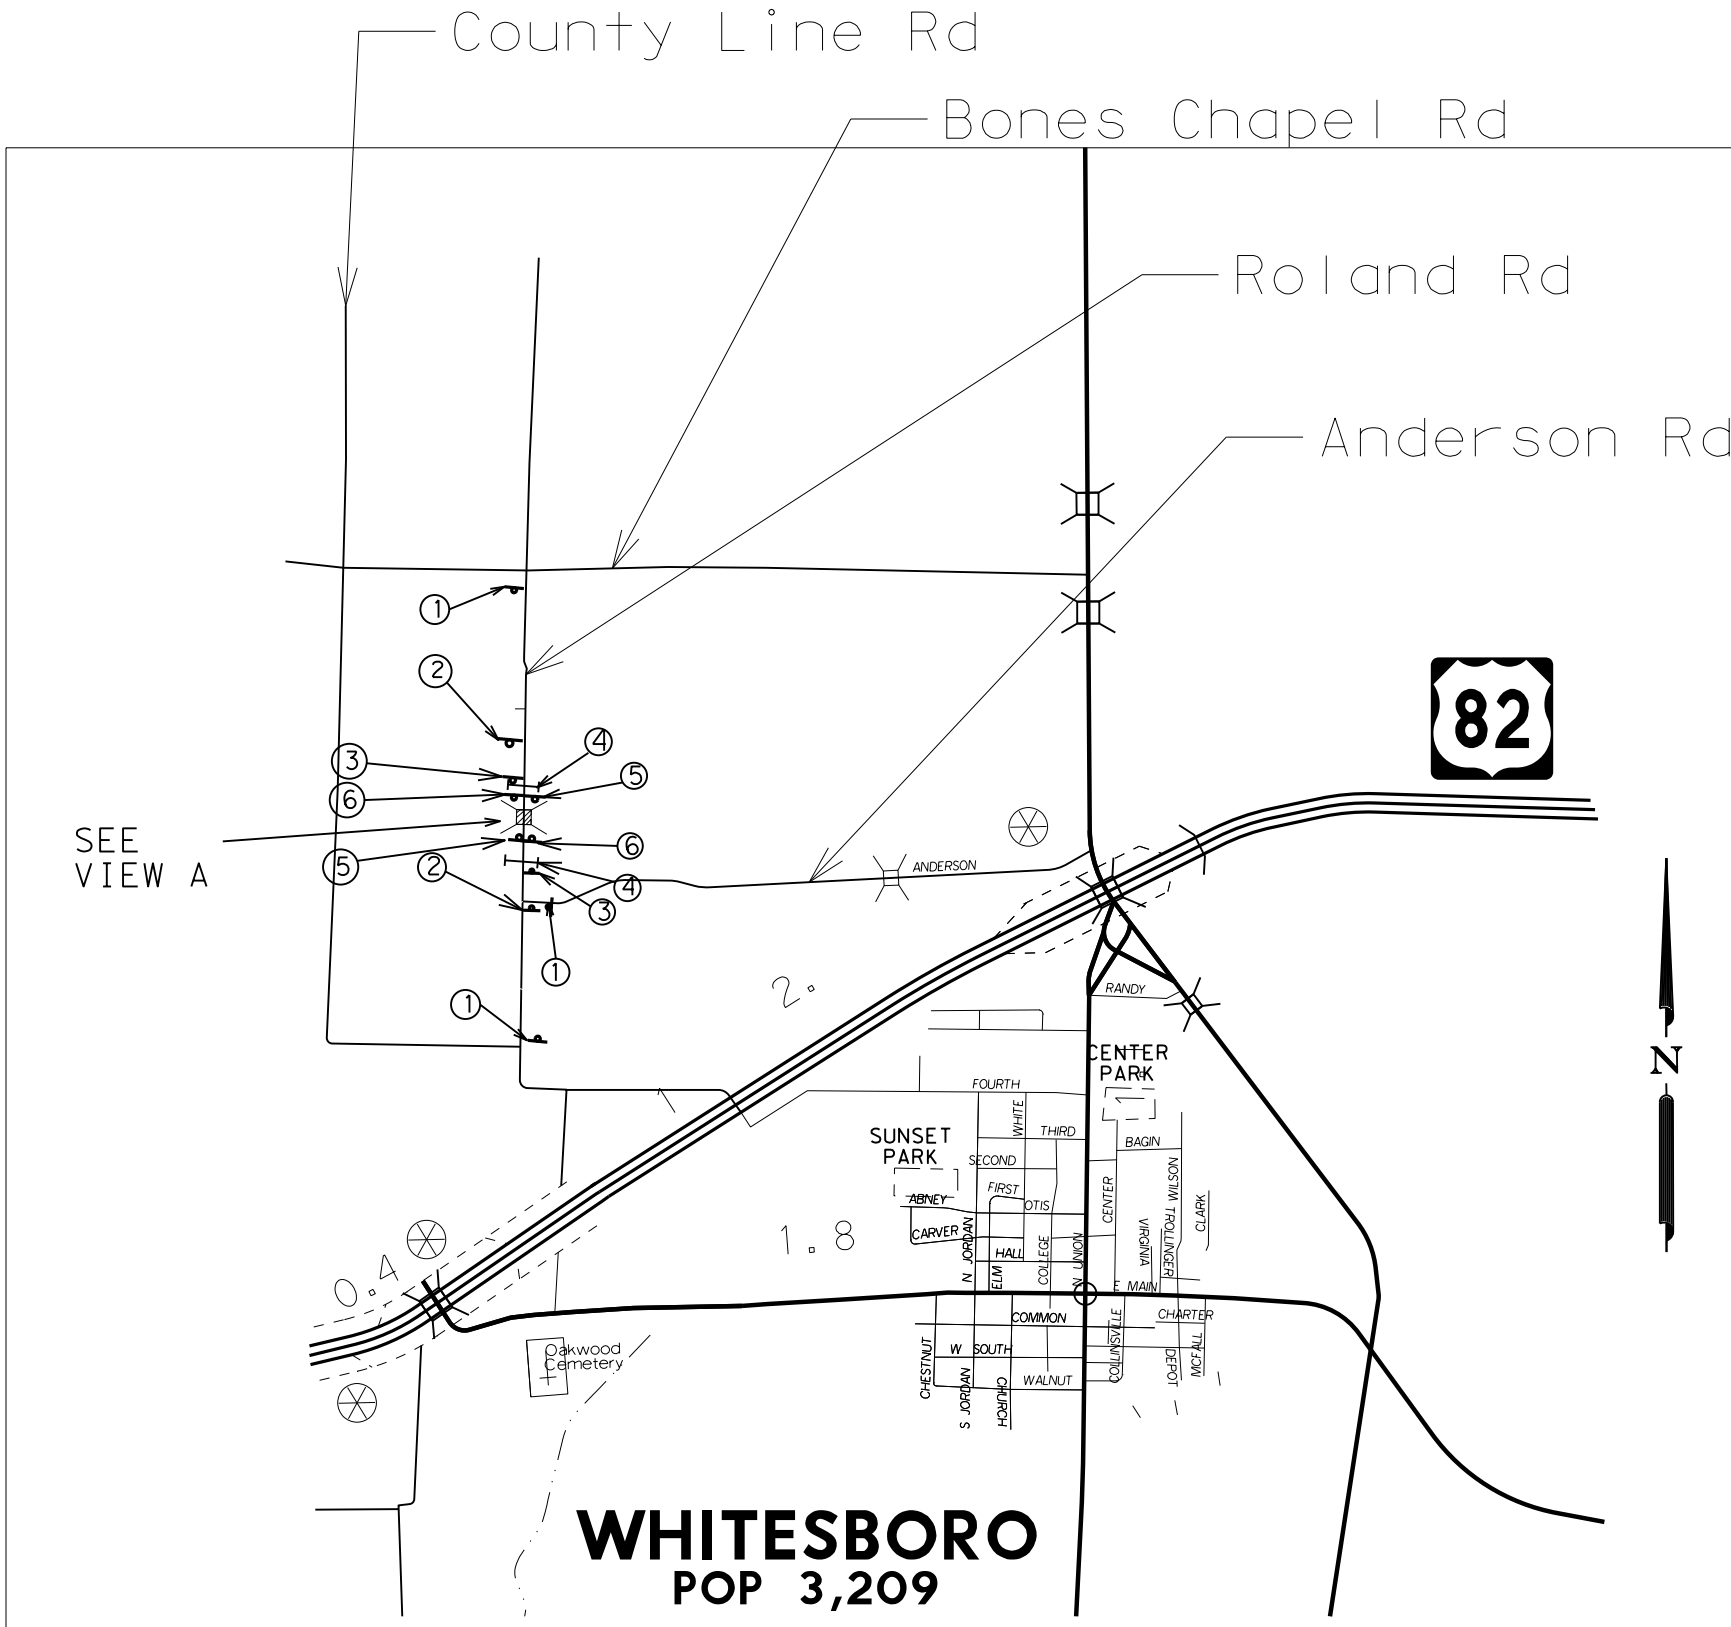 County Line Rd
Bones Chapel Rd
Roland Rd
Anderson Rd
1
2
82
4
3
5
6
SEE
VIEW A
6
5
2
ANDERSON
4
3
1
N
2.
1
RANDY
CENTER
PARK
FOURTH
WHITE
THIRD
SUNSET
PARK
BAGIN
SECOND
FIRST
ABNEY
OTIS
CENTER
WILSON
TROLLINGER
CLARK
CARVER
1.8
N JORDAN
HALL
COLLEGE
N UNION
VIRGINIA
ELM
0.4
E MAIN
COMMON
CHARTER
COLLINSVILLE
Oakwood
Cemetery
CHESTNUT
W SOUTH
DEPOT
MCFALL
WALNUT
S JORDAN
CHURCH
WHITESBORO
POP 3,209